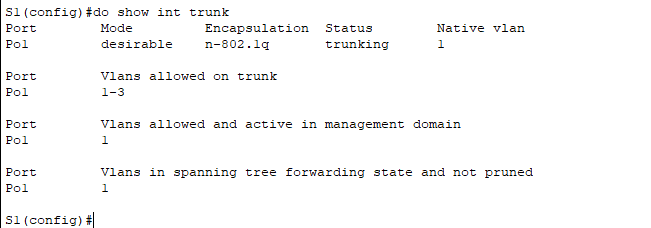 S1(config)#do show int trunk
Port        Mode         Encapsulation  Status        Native vlan
Po1         desirable    n-802.1q       trunking      1
Port        Vlans allowed on trunk
Po1         1-3
Port        Vlans allowed and active in management domain
Po1         1
Port        Vlans in spanning tree forwarding state and not pruned
Po1         1
S1(config)#